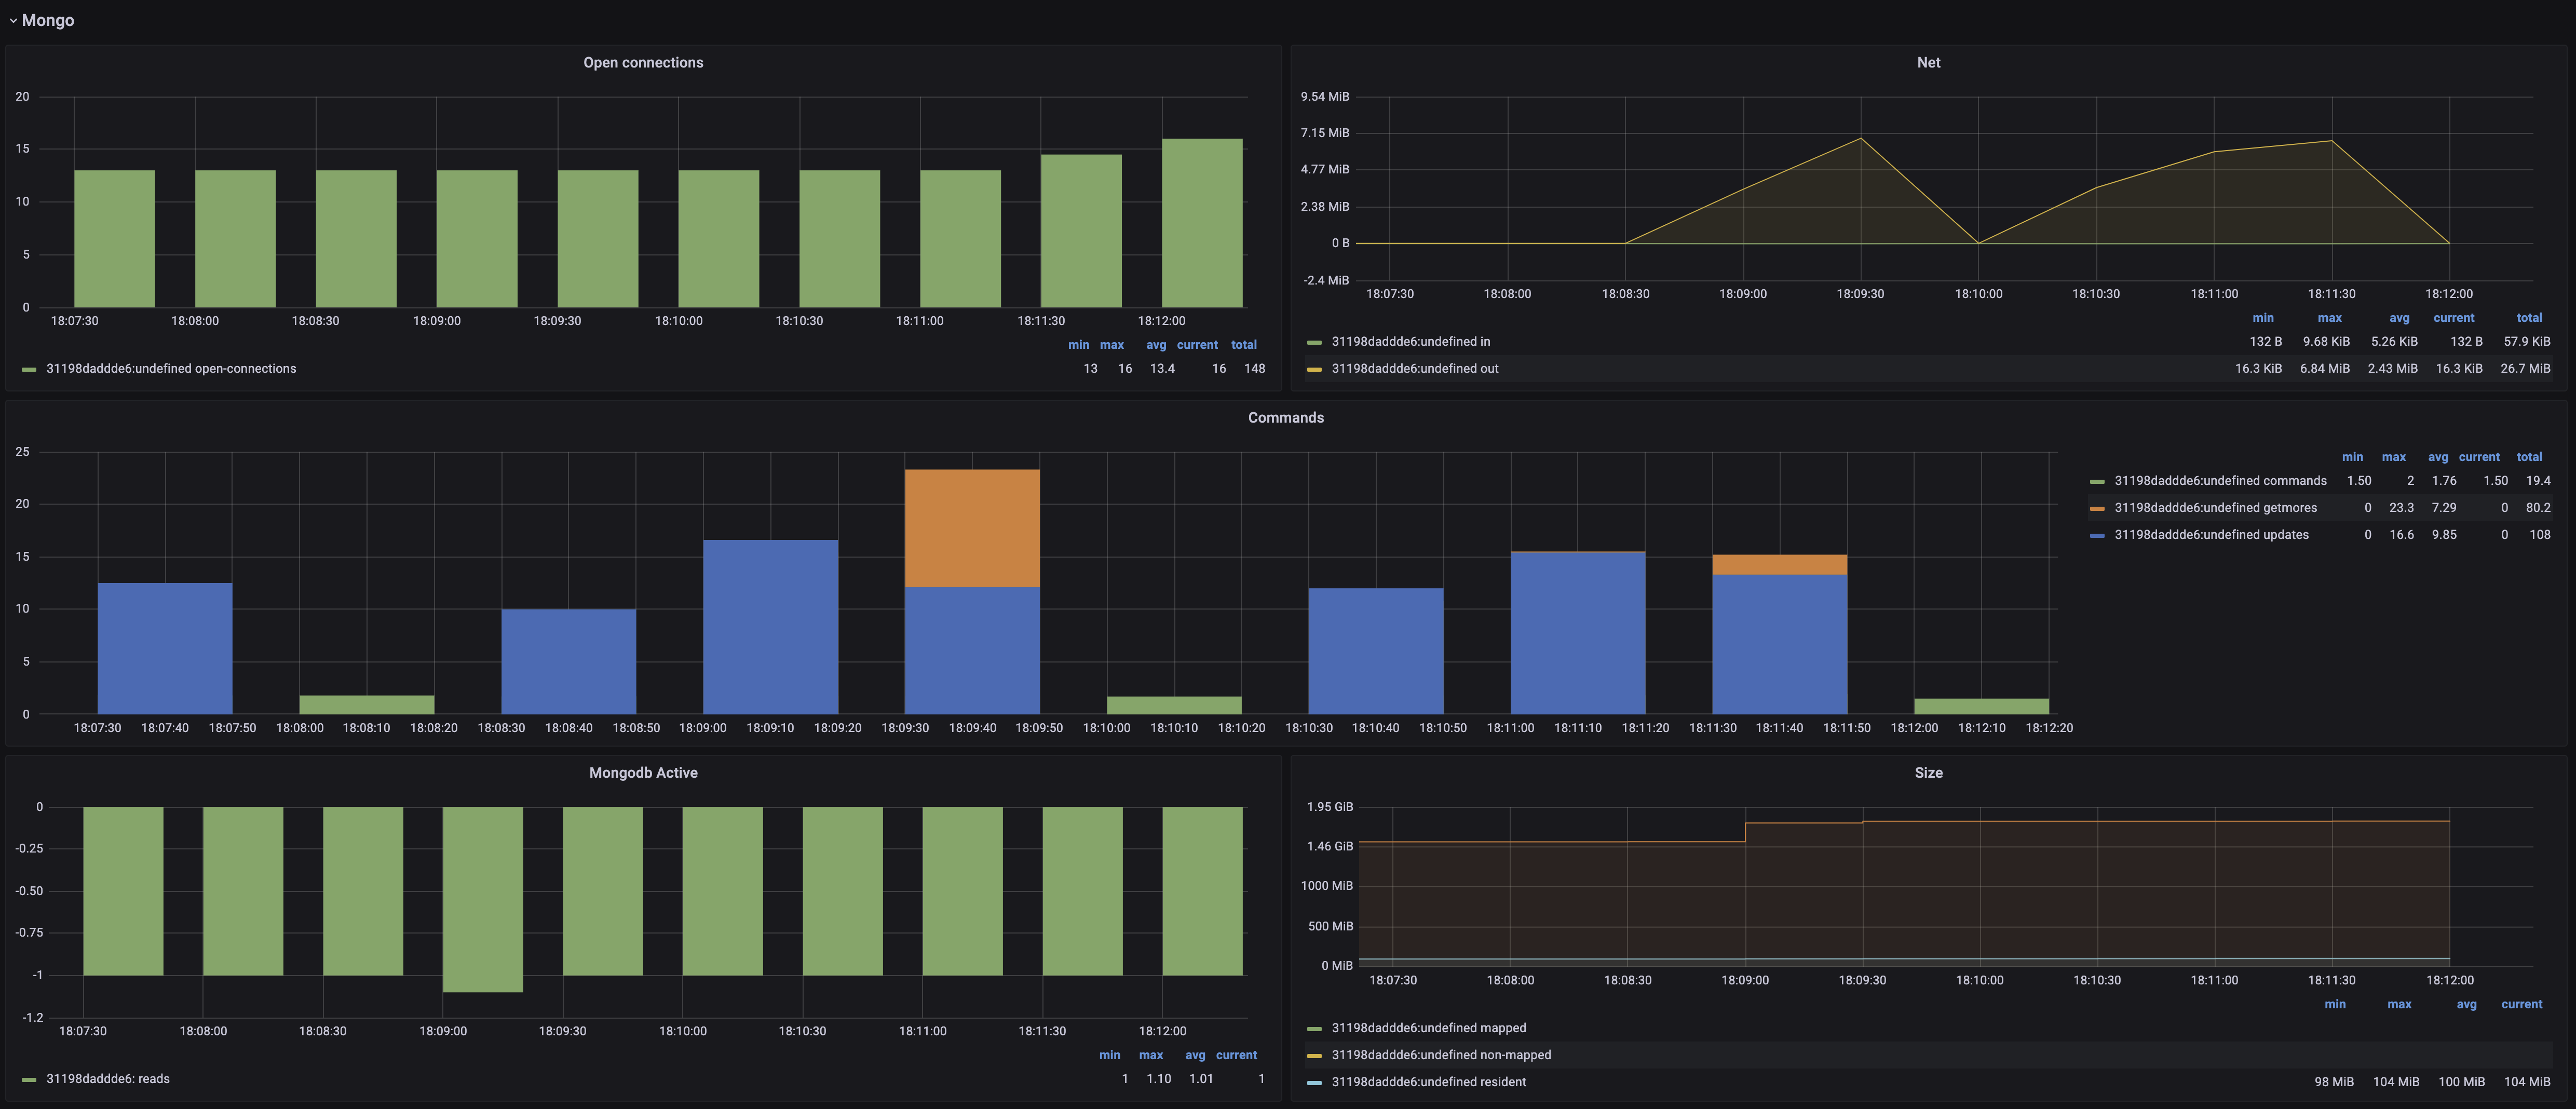 Mongo
Open connections
20
15
10
5
0
18:07:30 18:08:00 18:08:30 18:09:00 18:09:30 18:10:00 18:10:30 18:11:00 18:11:30 18:12:00
min max avg current total
31198daddde6:undefined open-connections 13 16 13.4 16 148
Net
9.54 MiB
7.15 MiB
4.77 MiB
2.38 MiB
0 B
-2.4 MiB
18:07:30 18:08:00 18:08:30 18:09:00 18:09:30 18:10:00 18:10:30 18:11:00 18:11:30 18:12:00
min max avg current total
31198daddde6:undefined in 132 B 9.68 KiB 5.26 KiB 132 B 57.9 KiB
31198daddde6:undefined out 16.3 KiB 6.84 MiB 2.43 MiB 16.3 KiB 26.7 MiB
Commands
25
20
15
10
5
0
18:07:30 18:07:40 18:07:50 18:08:00 18:08:10 18:08:20 18:08:30 18:08:40 18:08:50 18:09:00 18:09:10 18:09:20 18:09:30 18:09:40 18:09:50 18:10:00 18:10:10 18:10:20 18:10:30 18:10:40 18:10:50 18:11:00 18:11:10 18:11:20 18:11:30 18:11:40 18:11:50 18:12:00 18:12:10 18:12:20
min max avg current total
31198daddde6:undefined commands 1.50 2 1.76 1.50 19.4
31198daddde6:undefined getmores 0 23.3 7.29 0 80.2
31198daddde6:undefined updates 0 16.6 9.85 0 108
Mongodb Active
0
-0.25
-0.50
-0.75
-1
-1.2
18:07:30 18:08:00 18:08:30 18:09:00 18:09:30 18:10:00 18:10:30 18:11:00 18:11:30 18:12:00
min max avg current
31198daddde6: reads 1 1.10 1.01 1
Size
1.95 GiB
1.46 GiB
1000 MiB
500 MiB
0 MiB
18:07:30 18:08:00 18:08:30 18:09:00 18:09:30 18:10:00 18:10:30 18:11:00 18:11:30 18:12:00
min max avg current
31198daddde6:undefined mapped
31198daddde6:undefined non-mapped
31198daddde6:undefined resident 98 MiB 104 MiB 100 MiB 104 MiB